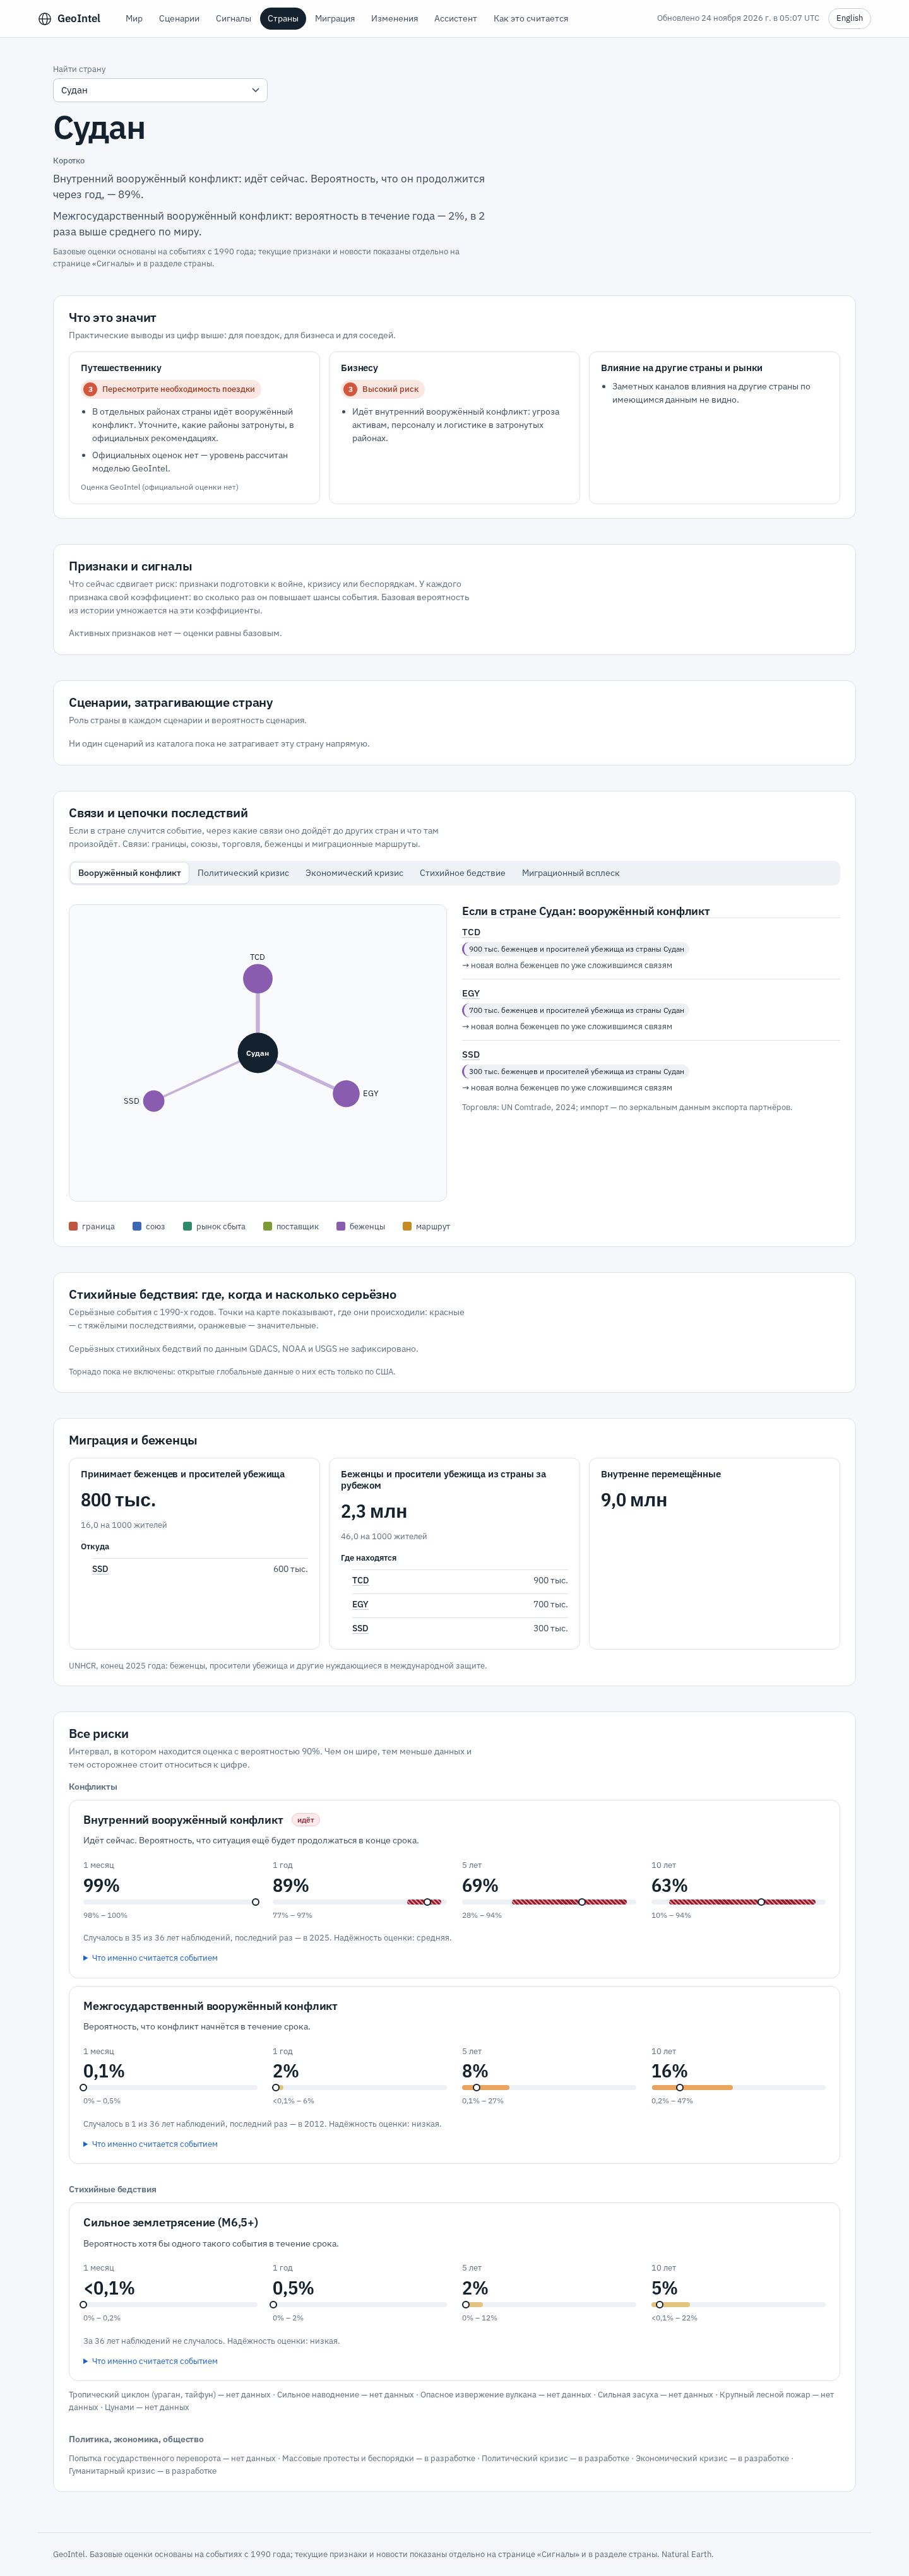 GeoIntel
Мир
Сценарии
Сигналы
Страны
Миграция
Изменения
Ассистент
Как это считается
Обновлено 24 ноября 2026 г. в 05:07 UTC
English
Найти страну
Судан
Судан
Коротко
Внутренний вооружённый конфликт: идёт сейчас. Вероятность, что он продолжится
через год, — 89%.
Межгосударственный вооружённый конфликт: вероятность в течение года — 2%, в 2
раза выше среднего по миру.
Базовые оценки основаны на событиях с 1990 года; текущие признаки и новости показаны отдельно на
странице «Сигналы» и в разделе страны.
Что это значит
Практические выводы из цифр выше: для поездок, для бизнеса и для соседей.
Путешественнику
3 Пересмотрите необходимость поездки
В отдельных районах страны идёт вооружённый
конфликт. Уточните, какие районы затронуты, в
официальных рекомендациях.
Официальных оценок нет — уровень рассчитан
моделью GeoIntel.
Оценка GeoIntel (официальной оценки нет)
Бизнесу
3 Высокий риск
Идёт внутренний вооружённый конфликт: угроза
активам, персоналу и логистике в затронутых
районах.
Влияние на другие страны и рынки
Заметных каналов влияния на другие страны по
имеющимся данным не видно.
Признаки и сигналы
Что сейчас сдвигает риск: признаки подготовки к войне, кризису или беспорядкам. У каждого
признака свой коэффициент: во сколько раз он повышает шансы события. Базовая вероятность
из истории умножается на эти коэффициенты.
Активных признаков нет — оценки равны базовым.
Сценарии, затрагивающие страну
Роль страны в каждом сценарии и вероятность сценария.
Ни один сценарий из каталога пока не затрагивает эту страну напрямую.
Связи и цепочки последствий
Если в стране случится событие, через какие связи оно дойдёт до других стран и что там
произойдёт. Связи: границы, союзы, торговля, беженцы и миграционные маршруты.
Вооружённый конфликт
Политический кризис
Экономический кризис
Стихийное бедствие
Миграционный всплеск
TCD
Судан
SSD
EGY
Если в стране Судан: вооружённый конфликт
TCD
900 тыс. беженцев и просителей убежища из страны Судан
→ новая волна беженцев по уже сложившимся связям
EGY
700 тыс. беженцев и просителей убежища из страны Судан
→ новая волна беженцев по уже сложившимся связям
SSD
300 тыс. беженцев и просителей убежища из страны Судан
→ новая волна беженцев по уже сложившимся связям
Торговля: UN Comtrade, 2024; импорт — по зеркальным данным экспорта партнёров.
граница
союз
рынок сбыта
поставщик
беженцы
маршрут
Стихийные бедствия: где, когда и насколько серьёзно
Серьёзные события с 1990-х годов. Точки на карте показывают, где они происходили: красные
— с тяжёлыми последствиями, оранжевые — значительные.
Серьёзных стихийных бедствий по данным GDACS, NOAA и USGS не зафиксировано.
Торнадо пока не включены: открытые глобальные данные о них есть только по США.
Миграция и беженцы
Принимает беженцев и просителей убежища
800 тыс.
16,0 на 1000 жителей
Откуда
SSD 600 тыс.
Беженцы и просители убежища из страны за
рубежом
2,3 млн
46,0 на 1000 жителей
Где находятся
TCD 900 тыс.
EGY 700 тыс.
SSD 300 тыс.
Внутренне перемещённые
9,0 млн
UNHCR, конец 2025 года: беженцы, просители убежища и другие нуждающиеся в международной защите.
Все риски
Интервал, в котором находится оценка с вероятностью 90%. Чем он шире, тем меньше данных и
тем осторожнее стоит относиться к цифре.
Конфликты
Внутренний вооружённый конфликт идёт
Идёт сейчас. Вероятность, что ситуация ещё будет продолжаться в конце срока.
1 месяц 1 год 5 лет 10 лет
99% 89% 69% 63%
98% – 100% 77% – 97% 28% – 94% 10% – 94%
Случалось в 35 из 36 лет наблюдений, последний раз — в 2025. Надёжность оценки: средняя.
▶ Что именно считается событием
Межгосударственный вооружённый конфликт
Вероятность, что конфликт начнётся в течение срока.
1 месяц 1 год 5 лет 10 лет
0,1% 2% 8% 16%
0% – 0,5% <0,1% – 6% 0,1% – 27% 0,2% – 47%
Случалось в 1 из 36 лет наблюдений, последний раз — в 2012. Надёжность оценки: низкая.
▶ Что именно считается событием
Стихийные бедствия
Сильное землетрясение (M6,5+)
Вероятность хотя бы одного такого события в течение срока.
1 месяц 1 год 5 лет 10 лет
<0,1% 0,5% 2% 5%
0% – 0,2% 0% – 2% 0% – 12% <0,1% – 22%
За 36 лет наблюдений не случалось. Надёжность оценки: низкая.
▶ Что именно считается событием
Тропический циклон (ураган, тайфун) — нет данных · Сильное наводнение — нет данных · Опасное извержение вулкана — нет данных · Сильная засуха — нет данных · Крупный лесной пожар — нет
данных · Цунами — нет данных
Политика, экономика, общество
Попытка государственного переворота — нет данных · Массовые протесты и беспорядки — в разработке · Политический кризис — в разработке · Экономический кризис — в разработке ·
Гуманитарный кризис — в разработке
GeoIntel. Базовые оценки основаны на событиях с 1990 года; текущие признаки и новости показаны отдельно на странице «Сигналы» и в разделе страны. Natural Earth.